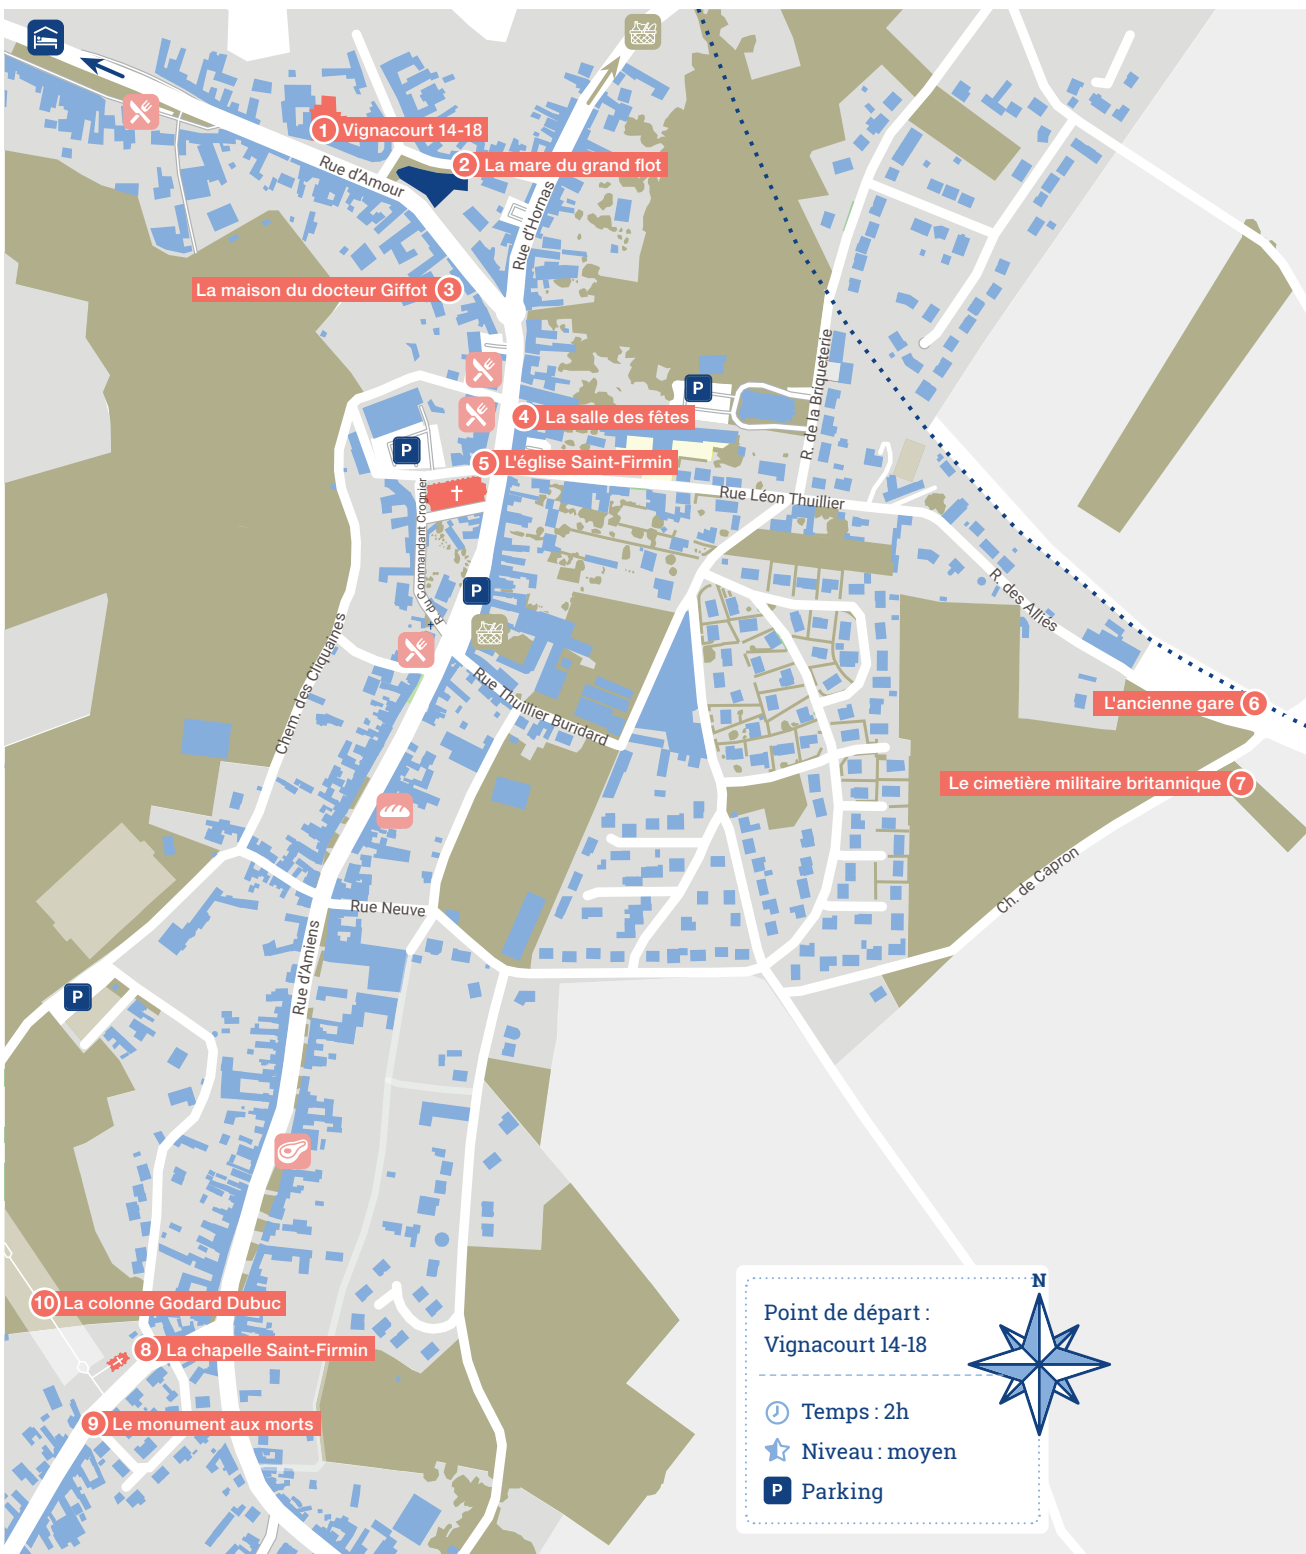 1 Vignacourt 14-18
2 La mare du grand flot
Rue d'Amour
Rue d'Hornas
La maison du docteur Giffot 3
R. de la Briqueterie
P
4 La salle des fêtes
P
5 L'église Saint-Firmin
Rue Léon Thuillier
R. du Commandant Crognier
P
R. des Alliés
Chem. des Cliquaines
Rue Thuillier Buridard
L'ancienne gare 6
Le cimetière militaire britannique 7
Ch. de Capron
Rue Neuve
Rue d'Amiens
P
10 La colonne Godard Dubuc
8 La chapelle Saint-Firmin
9 Le monument aux morts
N
Point de départ :
Vignacourt 14-18
Temps : 2h
Niveau : moyen
P Parking